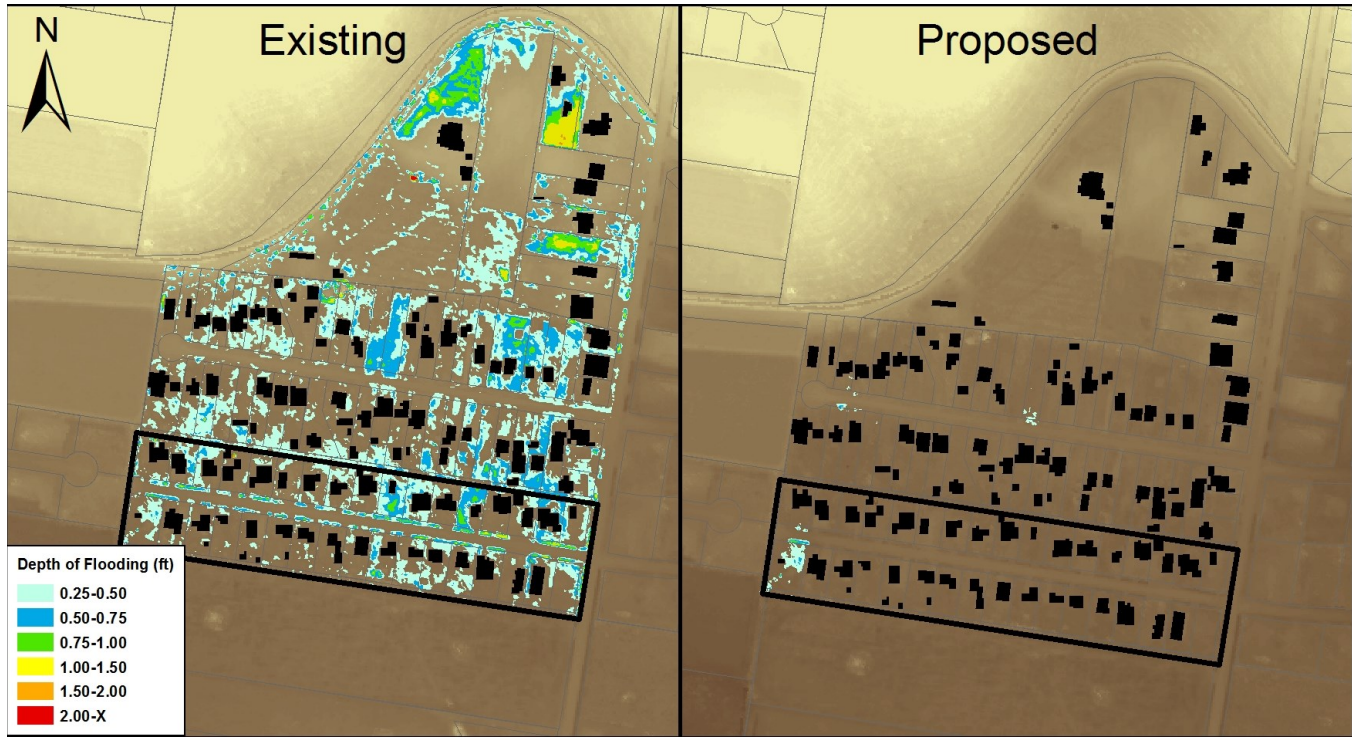 Existing
Proposed
N
Depth of Flooding (ft)
0.25-0.50
0.50-0.75
0.75-1.00
1.00-1.50
1.50-2.00
2.00-X